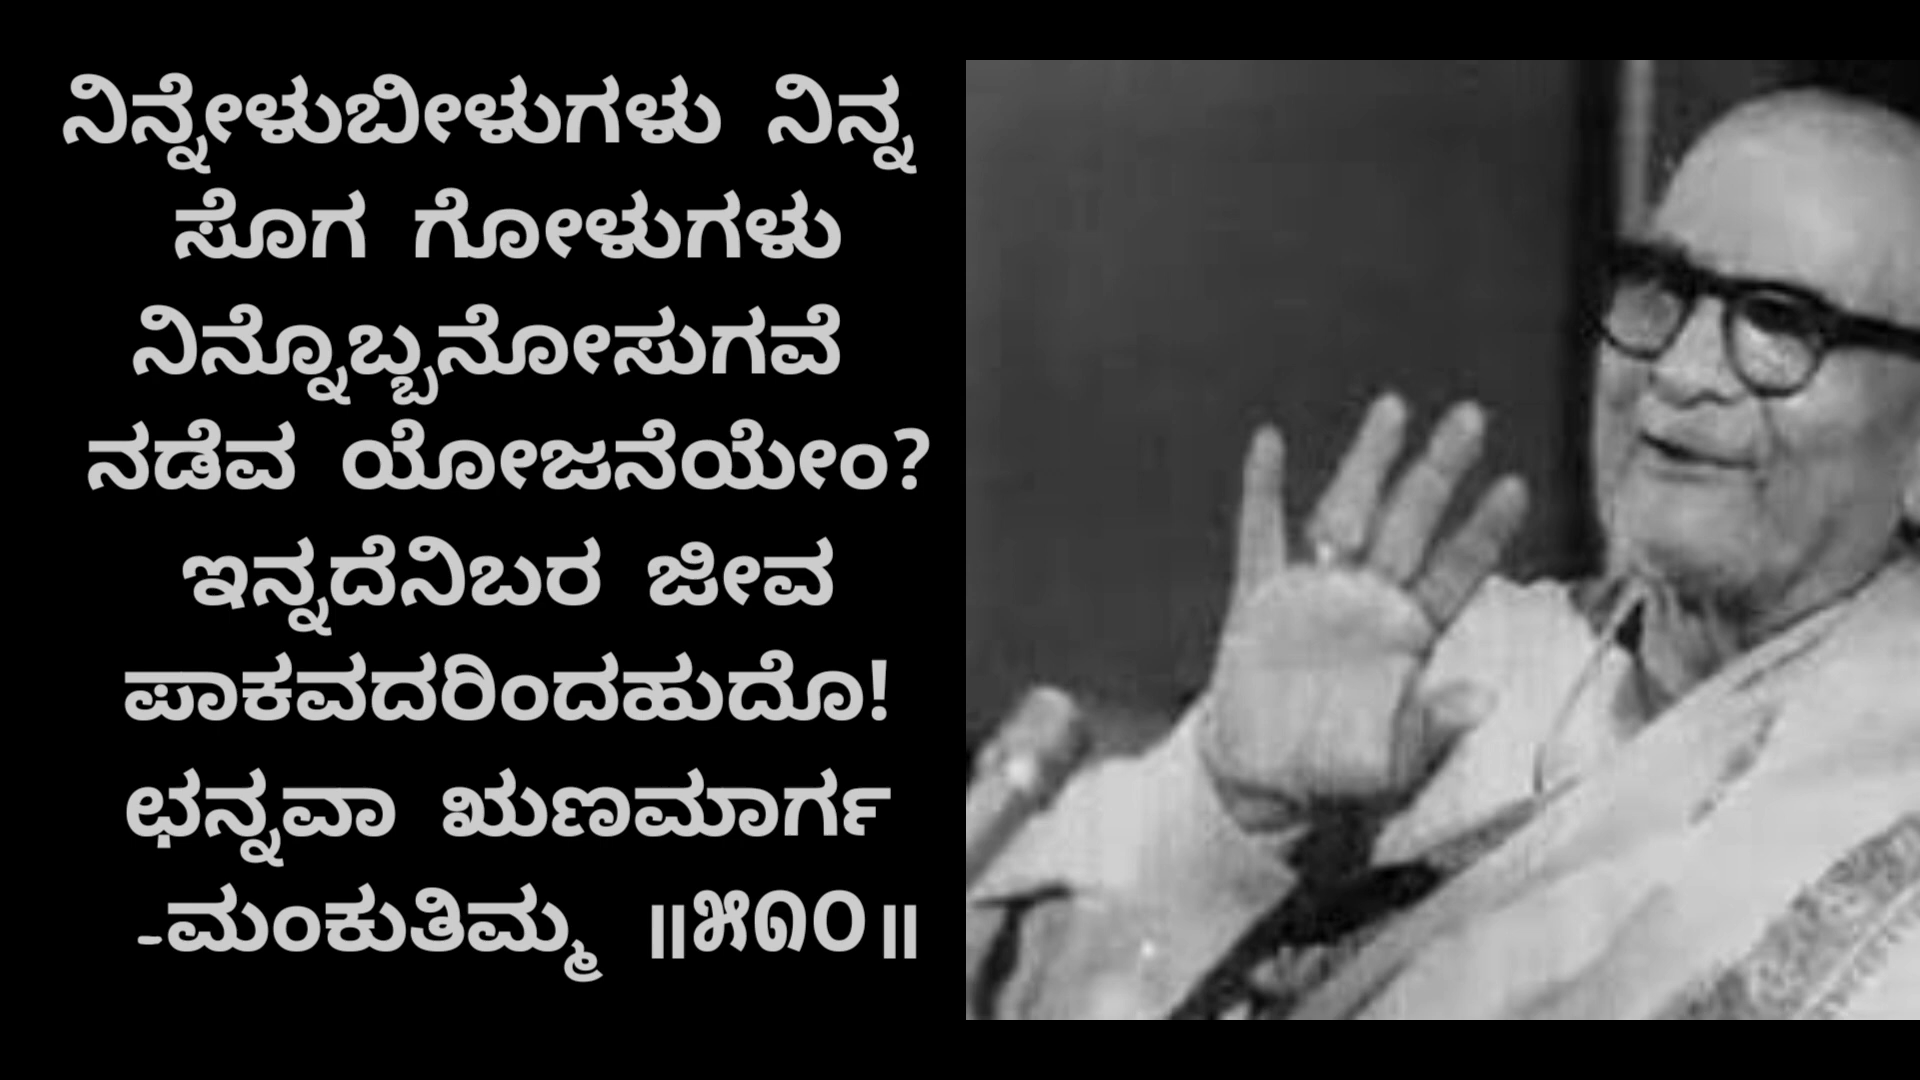 ನಿನ್ನೇಳುಬೀಳುಗಳು ನಿನ್ನ
ಸೊಗ ಗೋಳುಗಳು
ನಿನ್ನೊಬ್ಬನೋಸುಗವೆ
ನಡೆವ ಯೋಜನೆಯೇಂ?
ಇನ್ನದೆನಿಬರ ಜೀವ
ಪಾಕವದರಿಂದಹುದೊ!
ಛನ್ನವಾ ಋಣಮಾರ್ಗ
-ಮಂಕುತಿಮ್ಮ ॥೫೧೦॥